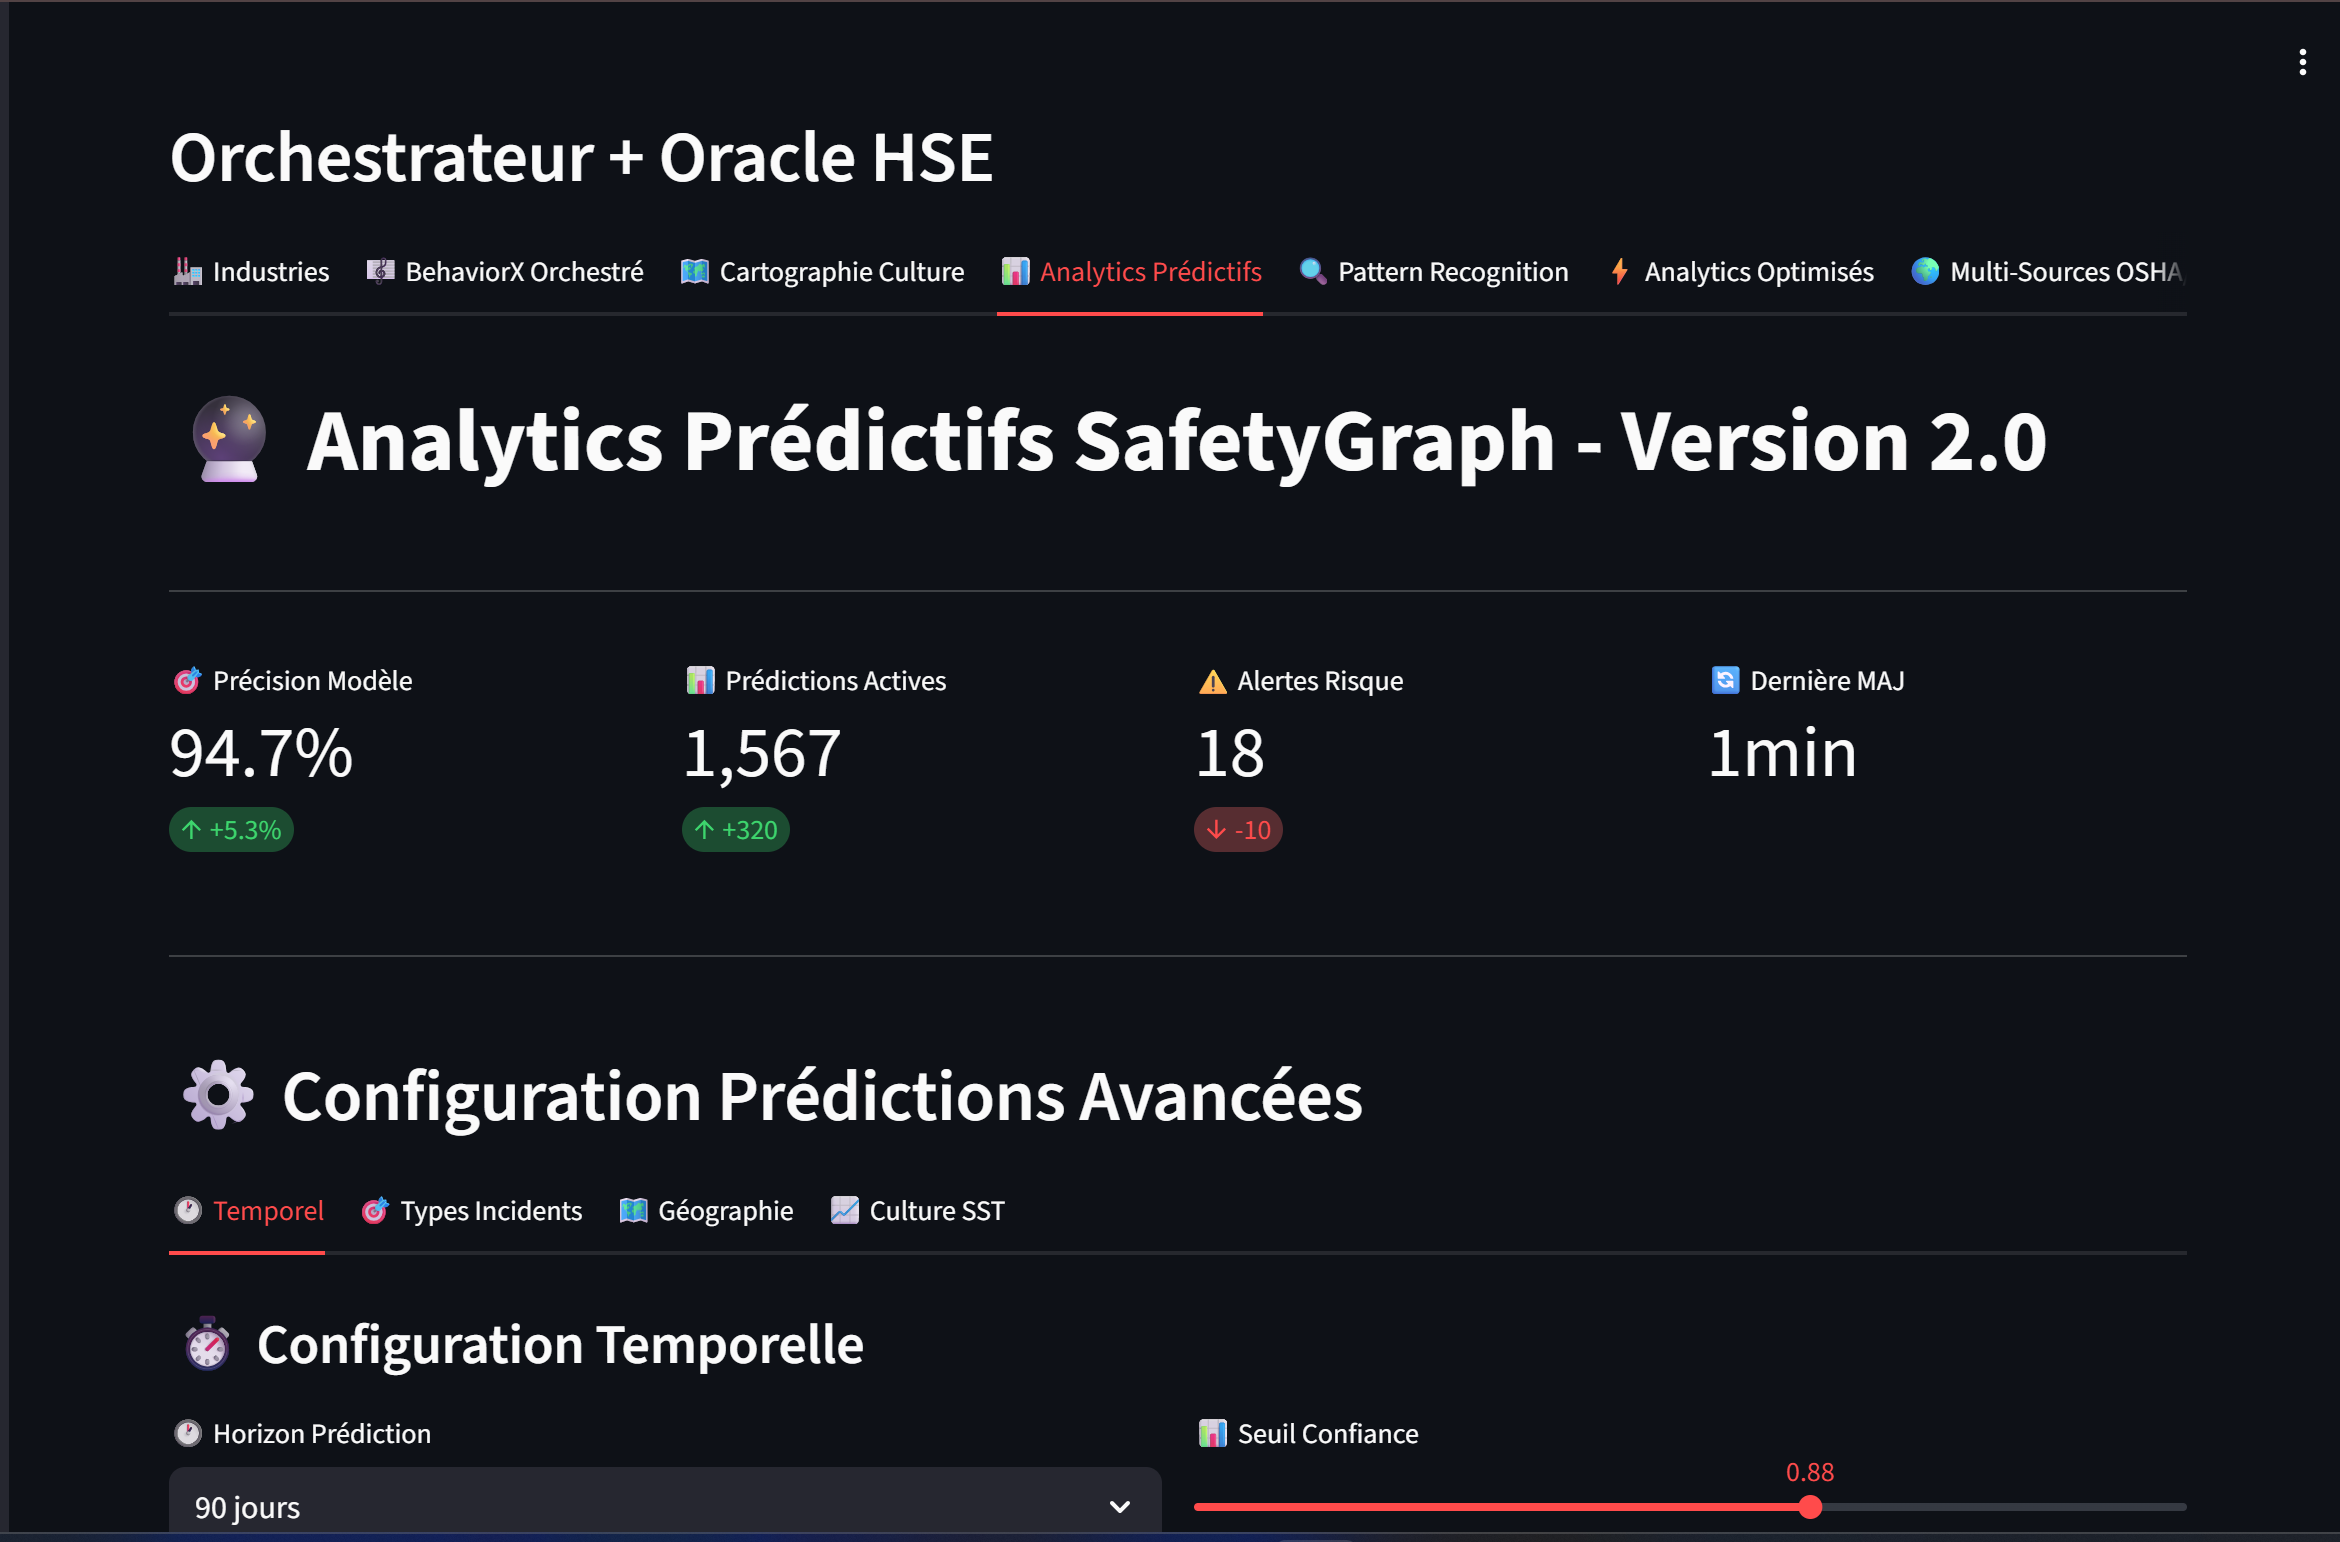 Orchestrateur + Oracle HSE
Industries BehaviorX Orchestré Cartographie Culture Analytics Prédictifs Pattern Recognition Analytics Optimisés Multi-Sources OSHA
Analytics Prédictifs SafetyGraph - Version 2.0
Précision Modèle Prédictions Actives Alertes Risque Dernière MAJ
94.7% 1,567 18 1min
↑ +5.3% ↑ +320 ↓ -10
Configuration Prédictions Avancées
Temporel Types Incidents Géographie Culture SST
Configuration Temporelle
Horizon Prédiction Seuil Confiance
0.88
90 jours